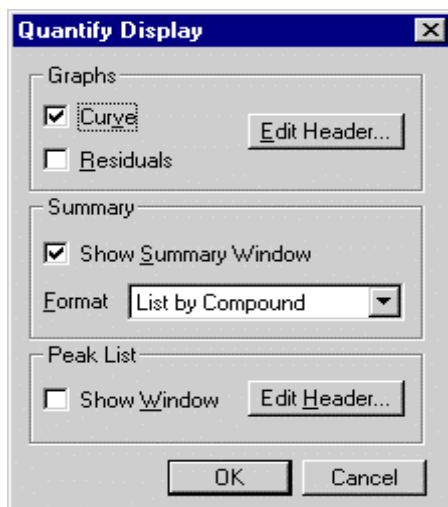 Quantify Display
Graphs
Curve
Edit Header...
Residuals
Summary
Show Summary Window
Format List by Compound
Peak List
Show Window Edit Header...
OK Cancel